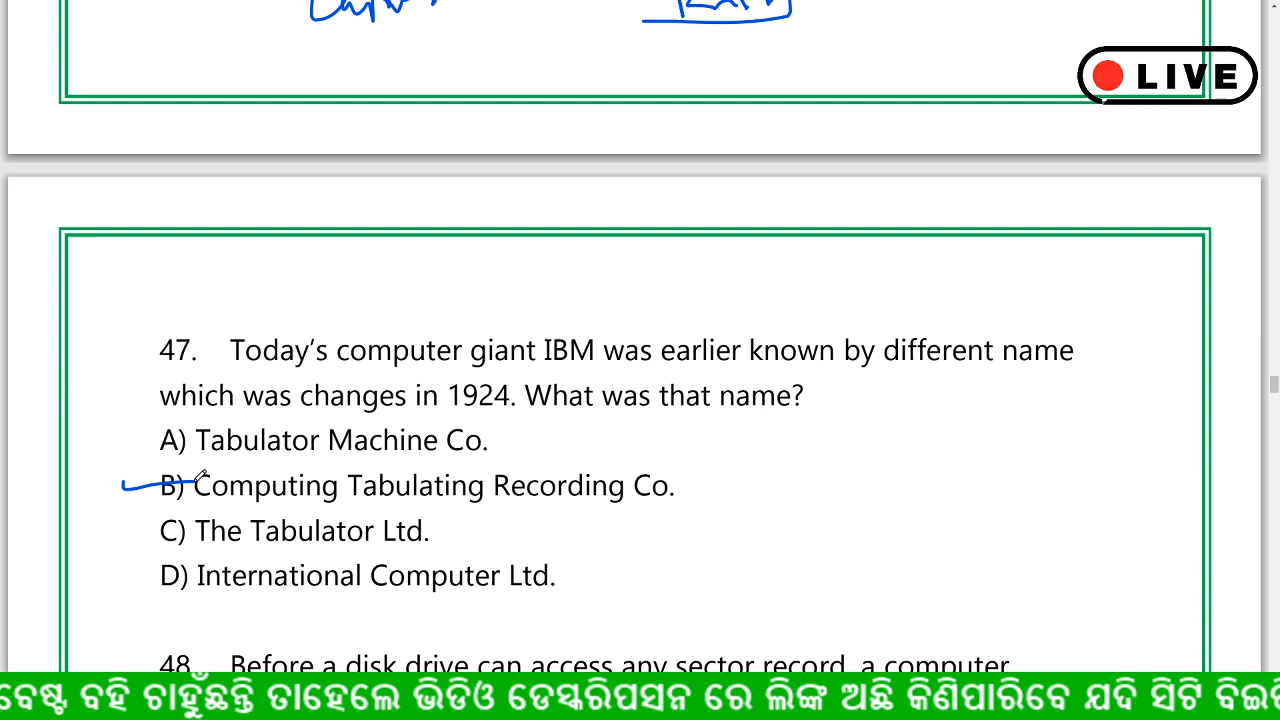 LIVE
47. Today's computer giant IBM was earlier known by different name
which was changes in 1924. What was that name?
A) Tabulator Machine Co.
B) Computing Tabulating Recording Co.
C) The Tabulator Ltd.
D) International Computer Ltd.
48. Before a disk drive can access any sector record, a computer
ବେଷ୍ଟ ବହି ଚାହୁଁଛନ୍ତି ତାହେଲେ ଭିଡିଓ ଡେସ୍କରିପସନ ରେ ଲିଙ୍କ ଅଛି କିଣିପାରିବେ ଯଦି ସିଟି